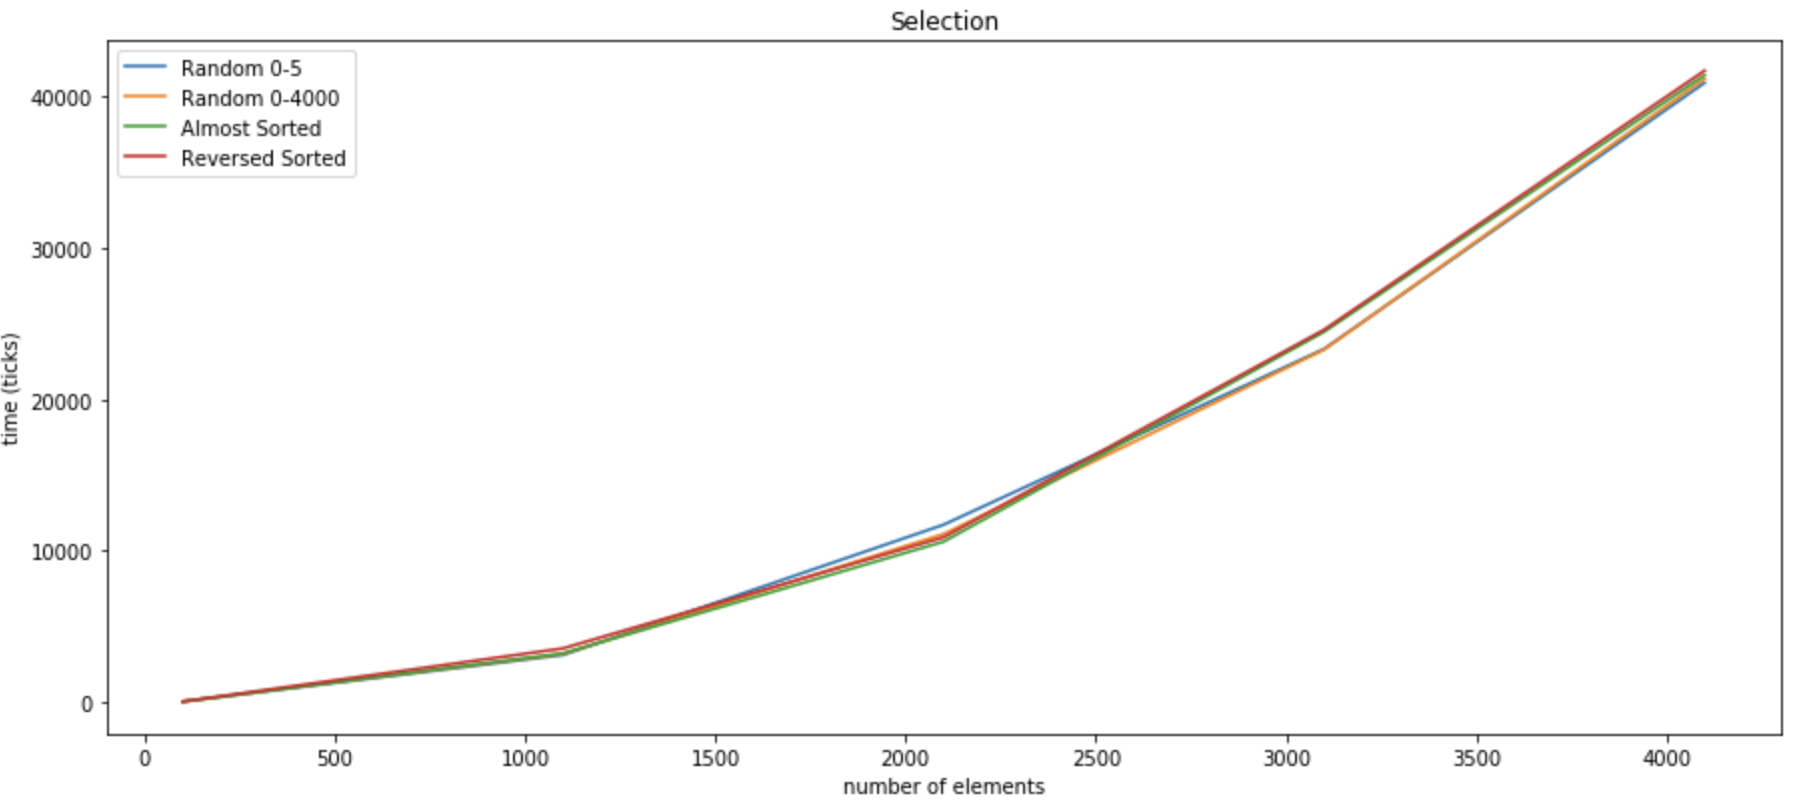 Selection
Random 0-5
Random 0-4000
Almost Sorted
Reversed Sorted
40000
30000
20000
10000
0
time (ticks)
0 500 1000 1500 2000 2500 3000 3500 4000
number of elements